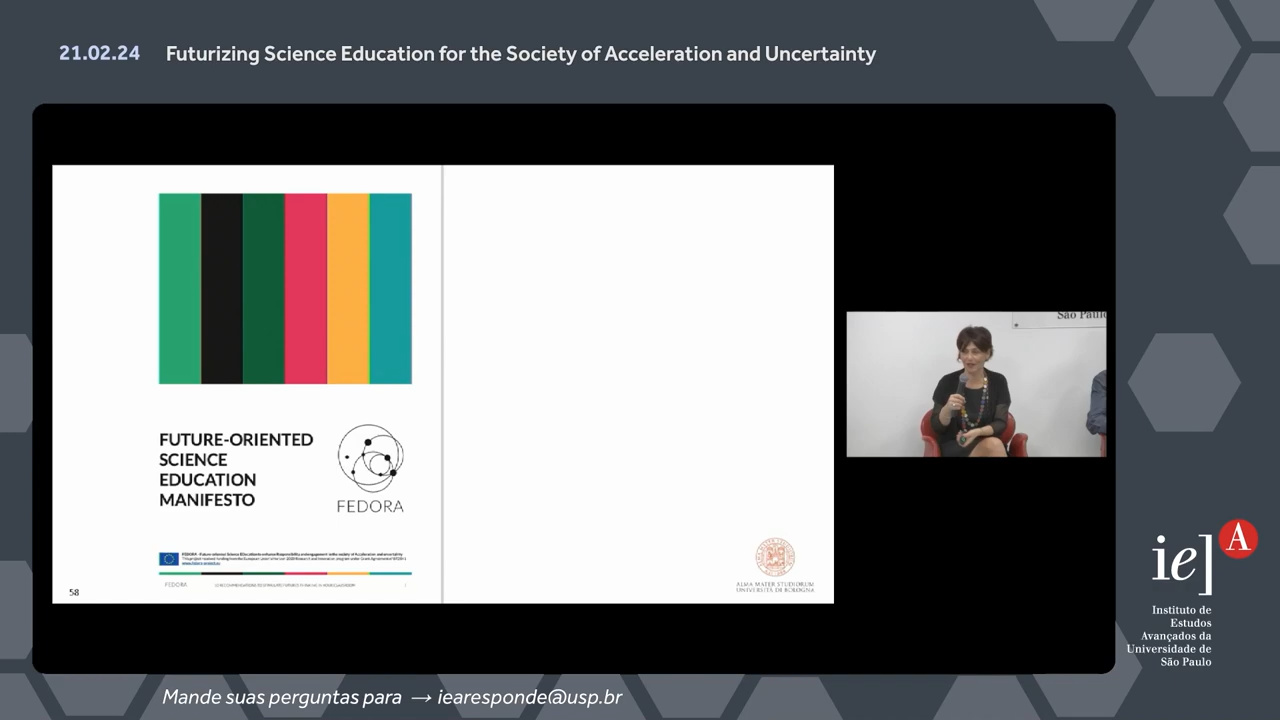 21.02.24 Futurizing Science Education for the Society of Acceleration and Uncertainty
São Paulo
FUTURE-ORIENTED
SCIENCE
EDUCATION
MANIFESTO
FEDORA
FEDORA
58
ALMA MATER STUDIORUM
UNIVERSITÀ DI BOLOGNA
ie] A
Instituto de
Estudos
Avançados da
Universidade de
São Paulo
Mande suas perguntas para → iearesponde@usp.br